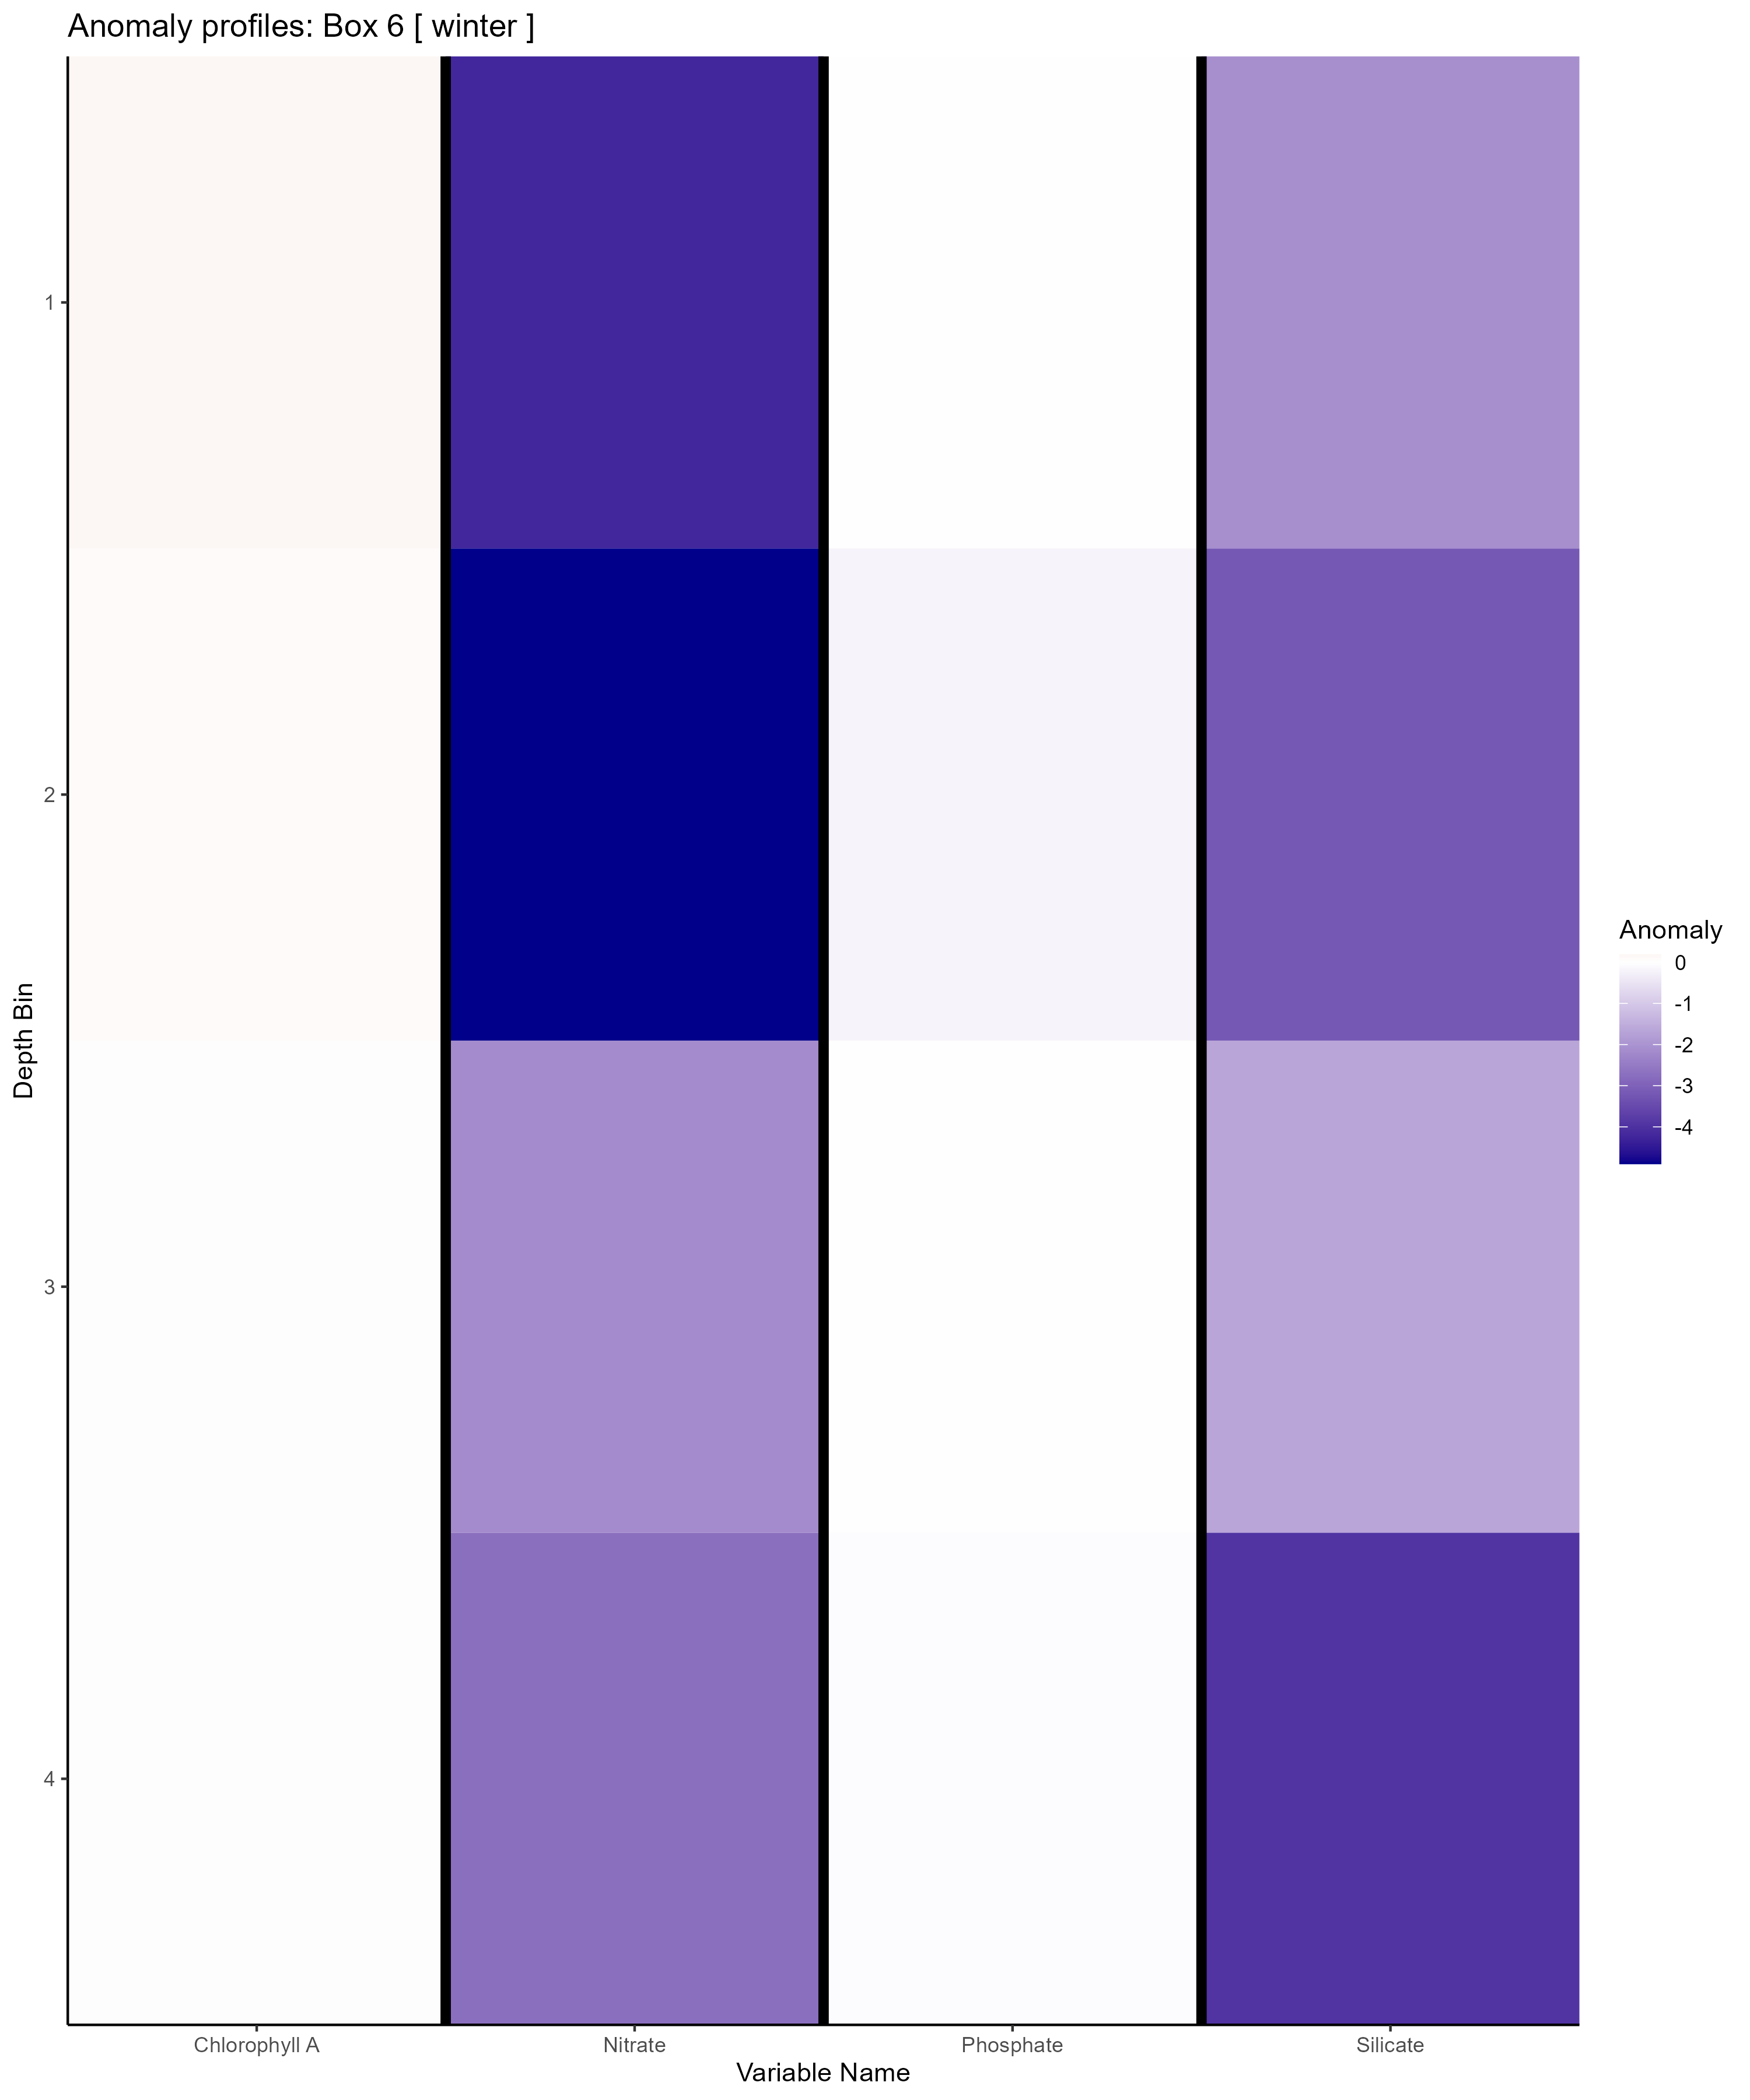 Anomaly profiles: Box 6 [ winter ]
1
2
3
4
Depth Bin
Chlorophyll A
Nitrate
Phosphate
Silicate
Variable Name
Anomaly
0
-1
-2
-3
-4